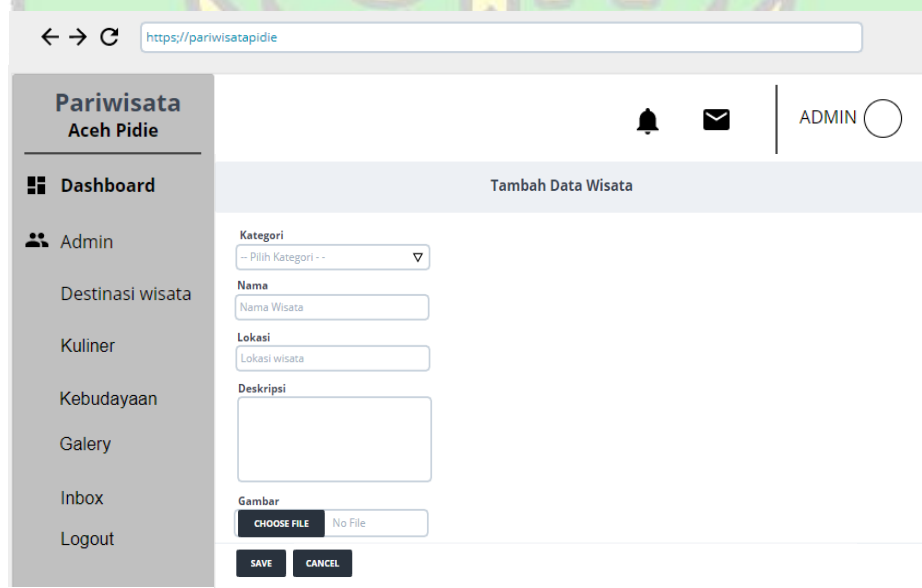 https;//pariwisatapidie
Pariwisata
Aceh Pidie
ADMIN
Dashboard
Admin
Destinasi wisata
Kuliner
Kebudayaan
Galery
Inbox
Logout
Tambah Data Wisata
Kategori
-- Pilih Kategori - -
Nama
Nama Wisata
Lokasi
Lokasi wisata
Deskripsi
Gambar
CHOOSE FILE No File
SAVE CANCEL